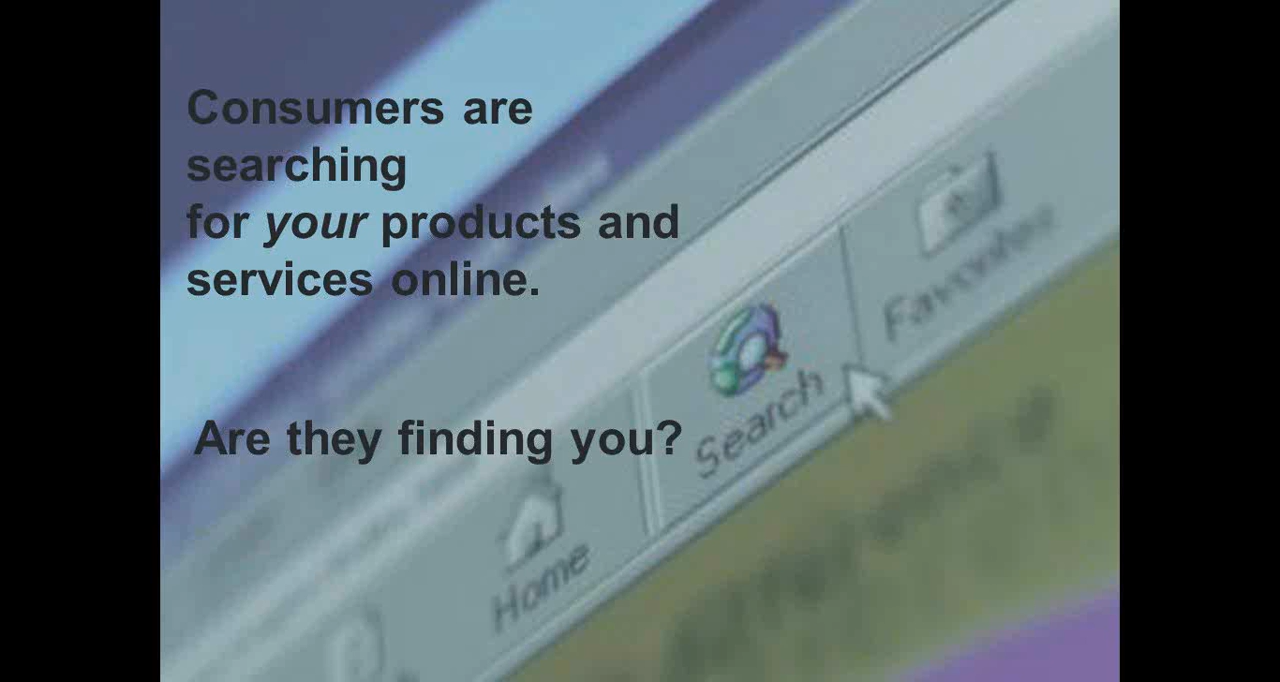 Consumers are
searching
for your products and
services online.
Are they finding you?
Favorites
Search
Home